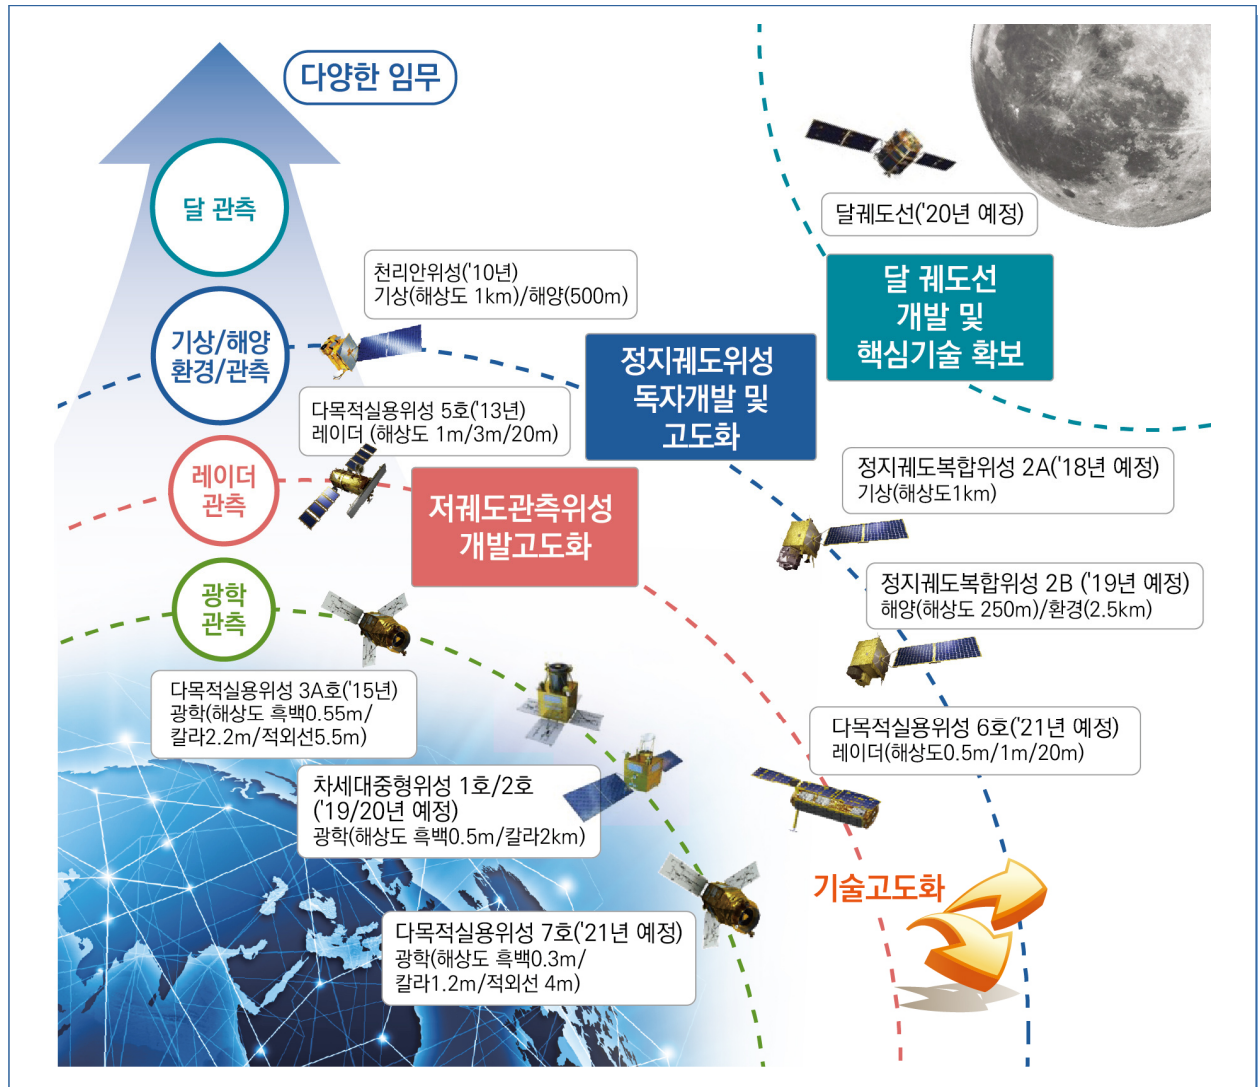 다양한 임무
달 관측
달궤도선('20년 예정)
달 궤도선
개발 및
핵심기술 확보
천리안위성('10년)
기상(해상도 1km)/해양(500m)
기상/해양
환경/관측
정지궤도위성
독자개발 및
고도화
다목적실용위성 5호('13년)
레이더 (해상도 1m/3m/20m)
레이더
관측
저궤도관측위성
개발고도화
정지궤도복합위성 2A('18년 예정)
기상(해상도1km)
정지궤도복합위성 2B ('19년 예정)
해양(해상도 250m)/환경(2.5km)
광학
관측
다목적실용위성 3A호('15년)
광학(해상도 흑백0.55m/
칼라2.2m/적외선5.5m)
다목적실용위성 6호('21년 예정)
레이더(해상도0.5m/1m/20m)
차세대중형위성 1호/2호
('19/20년 예정)
광학(해상도 흑백0.5m/칼라2km)
기술고도화
다목적실용위성 7호('21년 예정)
광학(해상도 흑백0.3m/
칼라1.2m/적외선 4m)